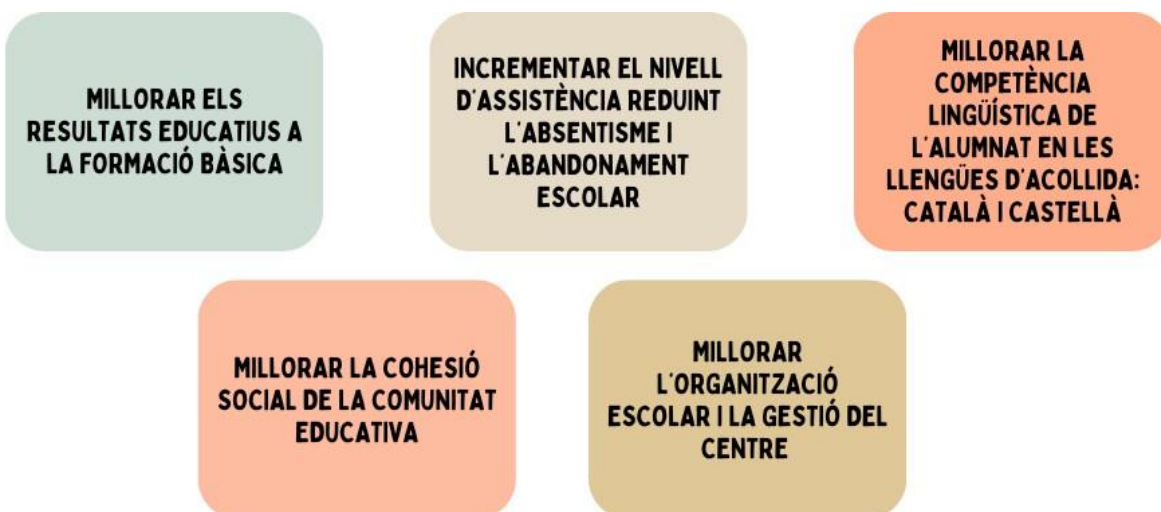 MILLORAR ELS
RESULTATS EDUCATIUS A
LA FORMACIÓ BÀSICA
INCREMENTAR EL NIVELL
D'ASSISTÈNCIA REDUINT
L'ABSENTISME I
L'ABANDONAMENT
ESCOLAR
MILLORAR LA
COMPETÈNCIA
LINGÜÍSTICA DE
L'ALUMNAT EN LES
LLENGÜES D'ACOLLIDA:
CATALÀ I CASTELLÀ
MILLORAR LA COHESIÓ
SOCIAL DE LA COMUNITAT
EDUCATIVA
MILLORAR
L'ORGANITZACIÓ
ESCOLAR I LA GESTIÓ DEL
CENTRE